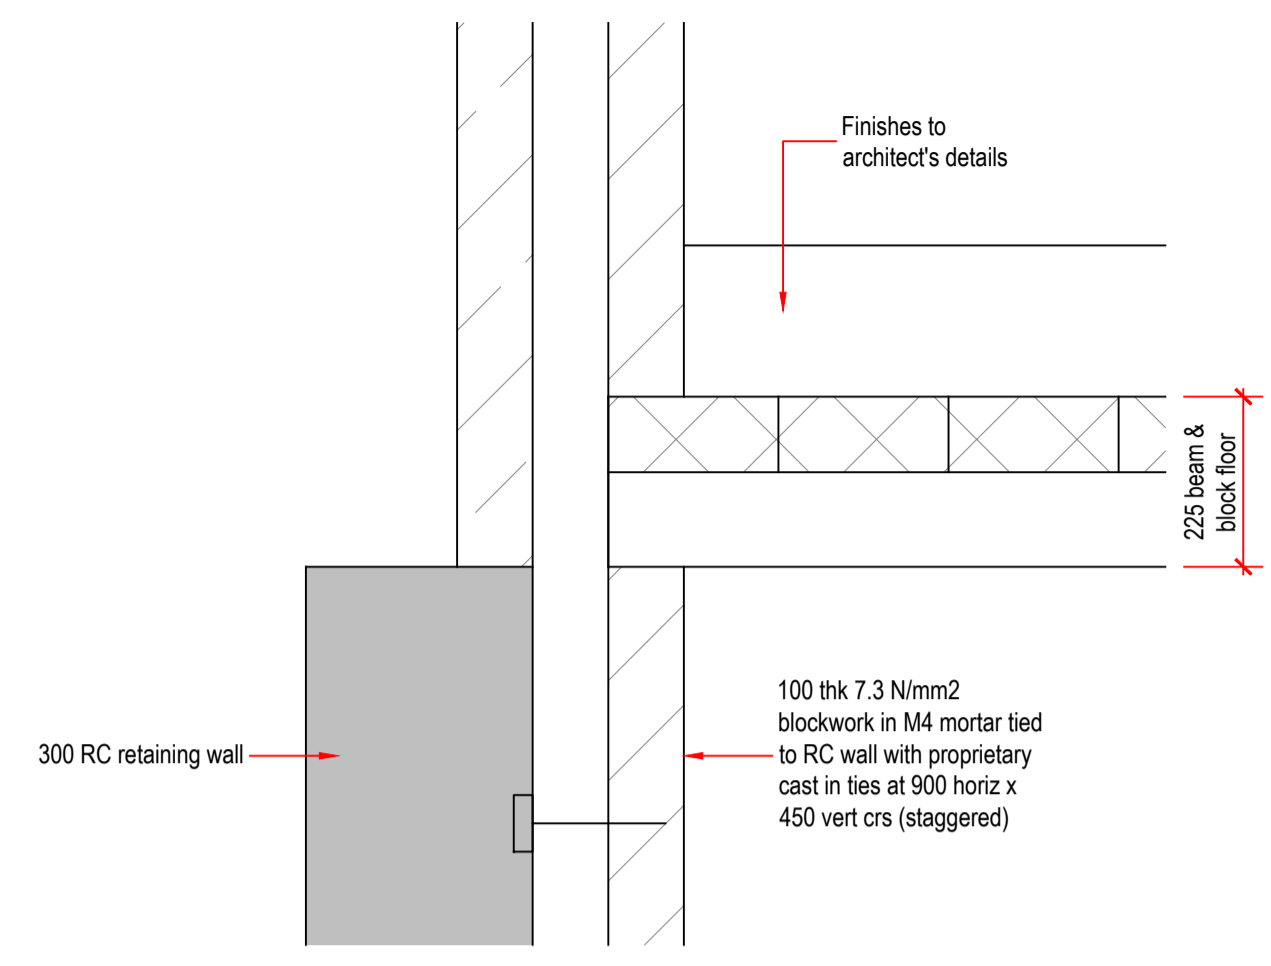 Finishes to
architect's details
225 beam &
block floor
300 RC retaining wall
100 thk 7.3 N/mm2
blockwork in M4 mortar tied
to RC wall with proprietary
cast in ties at 900 horiz x
450 vert crs (staggered)